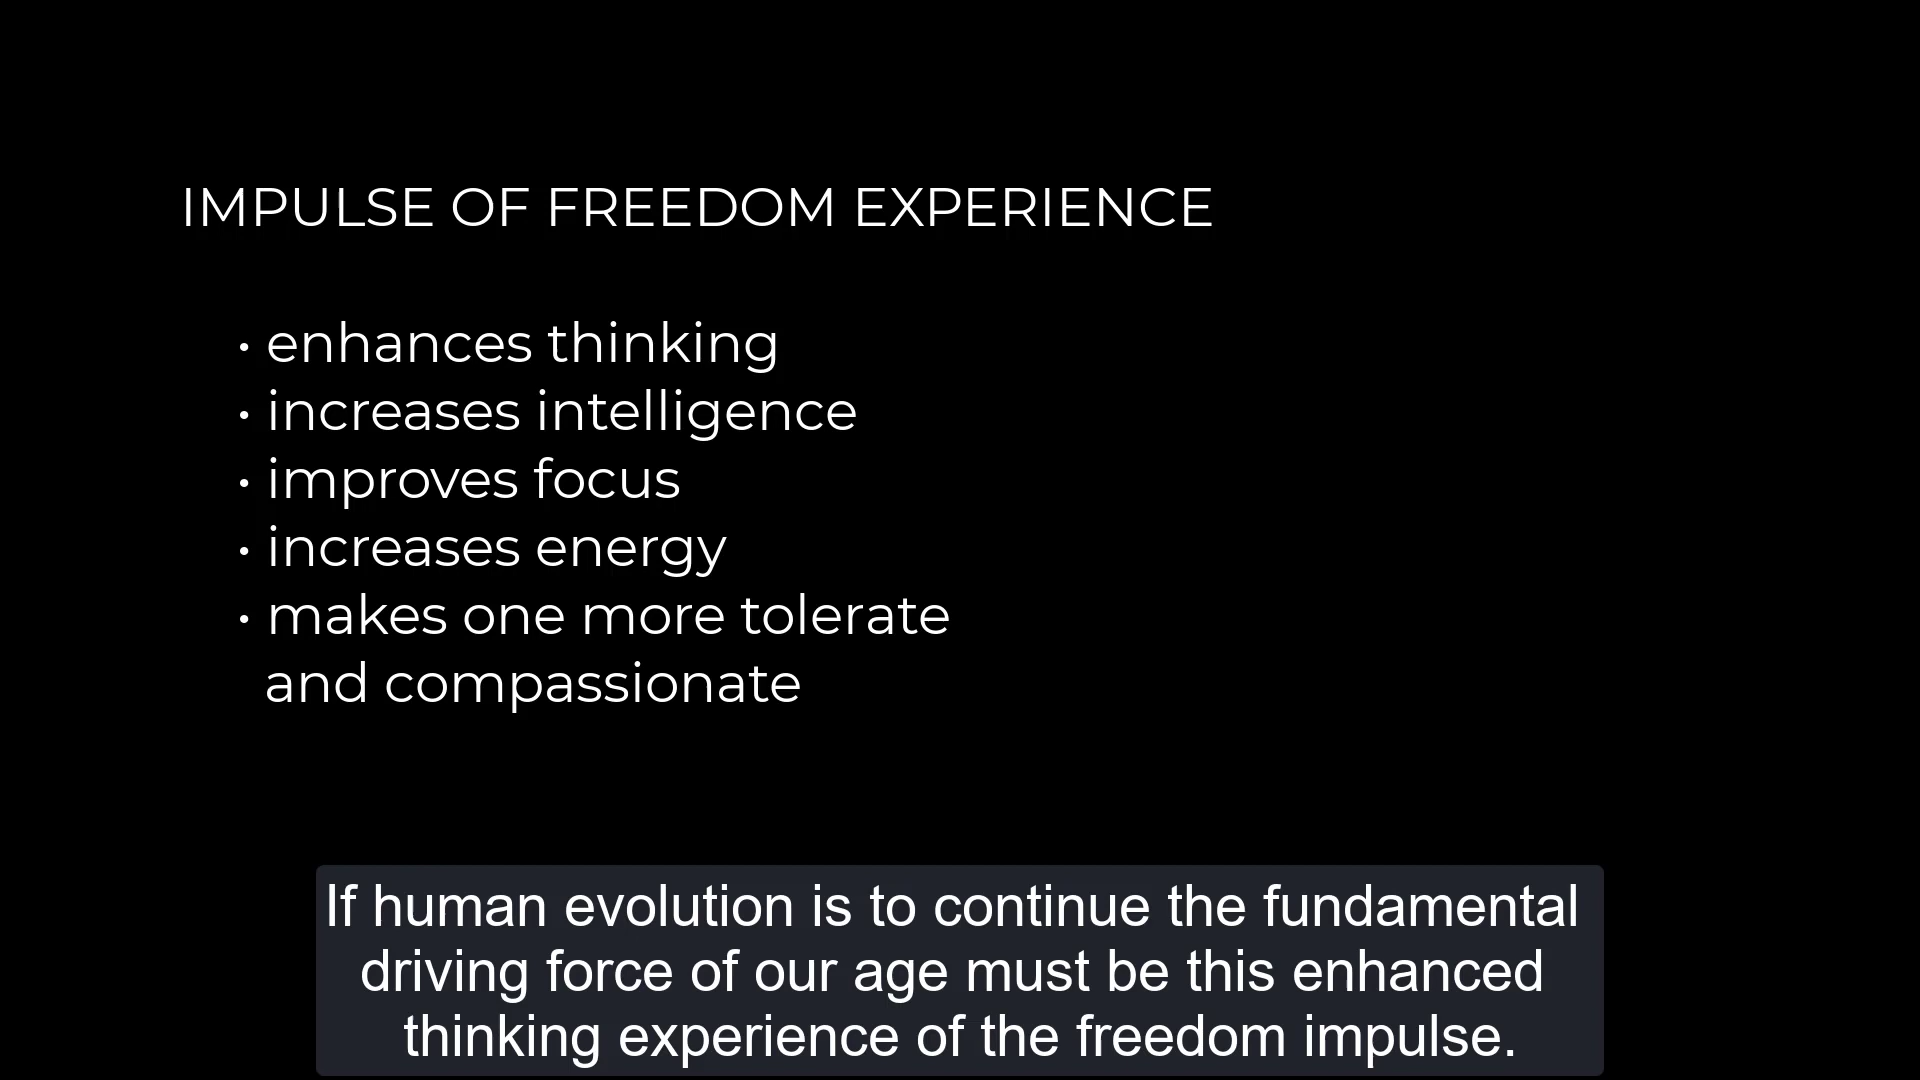 IMPULSE OF FREEDOM EXPERIENCE
• enhances thinking
• increases intelligence
• improves focus
• increases energy
• makes one more tolerate
and compassionate
If human evolution is to continue the fundamental
driving force of our age must be this enhanced
thinking experience of the freedom impulse.